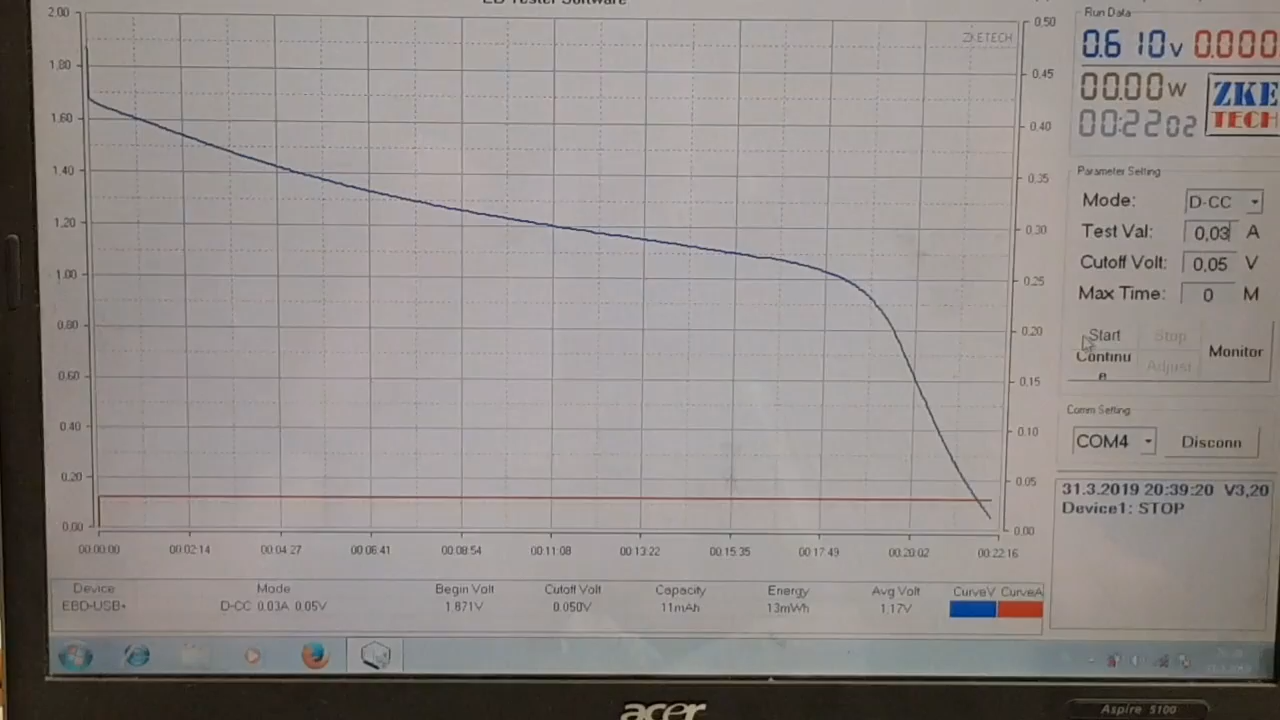 EB Tester Software
ZKETECH
2.00
1.80
1.60
1.40
1.20
1.00
0.80
0.60
0.40
0.20
0.00
0.50
0.45
0.40
0.35
0.30
0.25
0.20
0.15
0.10
0.05
0.00
00:00:00 00:02:14 00:04:27 00:06:41 00:08:54 00:11:08 00:13:22 00:15:35 00:17:49 00:20:02 00:22:16
Device Mode Begin Volt Cutoff Volt Capacity Energy Avg Volt CurveV CurveA
EBD-USB+ D-CC 0.03A 0.05V 1.871V 0.050V 11mAh 13mWh 1.17V
Run Data
0.610V 0.000
00.00W
00:22:02
ZKE
TECH
Parameter Setting
Mode: D-CC
Test Val: 0,03 A
Cutoff Volt: 0,05 V
Max Time: 0 M
Start Stop
Monitor
Continu
e
Adjust
Comm Setting
COM4 Disconn
31.3.2019 20:39:20 V3,20
Device1: STOP
acer
Aspire 5100